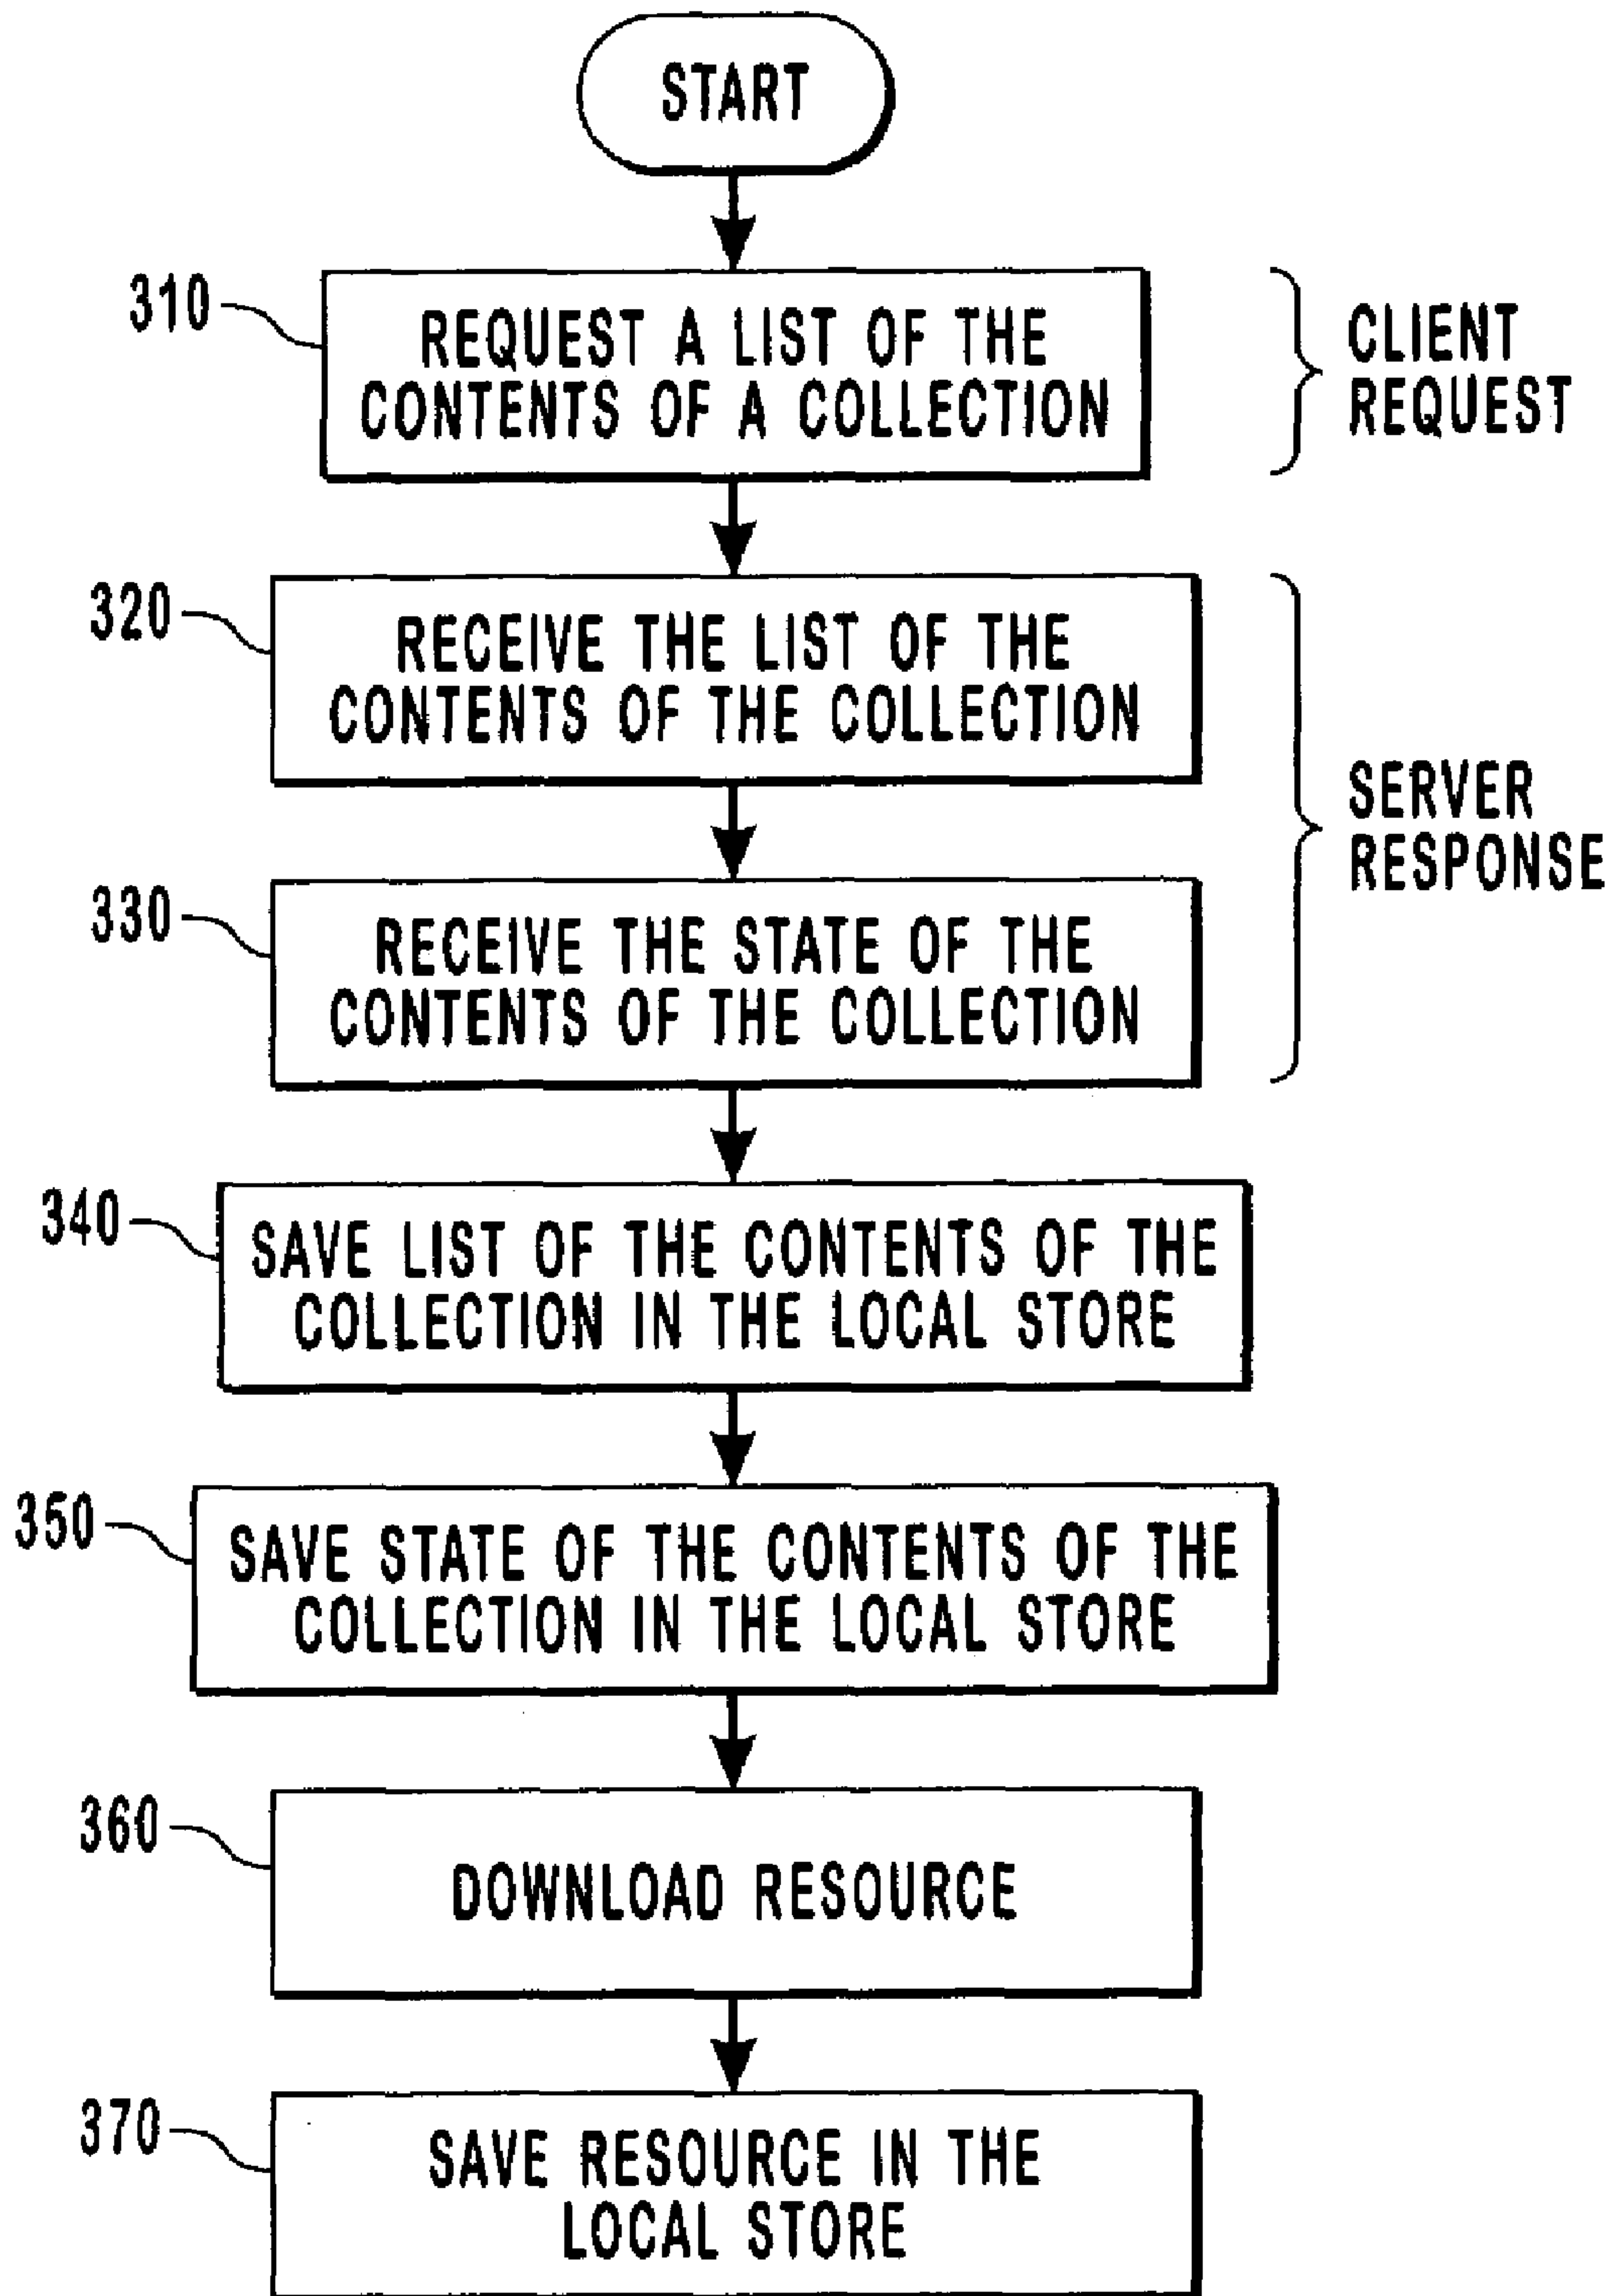 START
310
REQUEST A LIST OF THE
CONTENTS OF A COLLECTION
CLIENT
REQUEST
320
RECEIVE THE LIST OF THE
CONTENTS OF THE COLLECTION
SERVER
RESPONSE
330
RECEIVE THE STATE OF THE
CONTENTS OF THE COLLECTION
340
SAVE LIST OF THE CONTENTS OF THE
COLLECTION IN THE LOCAL STORE
350
SAVE STATE OF THE CONTENTS OF THE
COLLECTION IN THE LOCAL STORE
360
DOWNLOAD RESOURCE
370
SAVE RESOURCE IN THE
LOCAL STORE